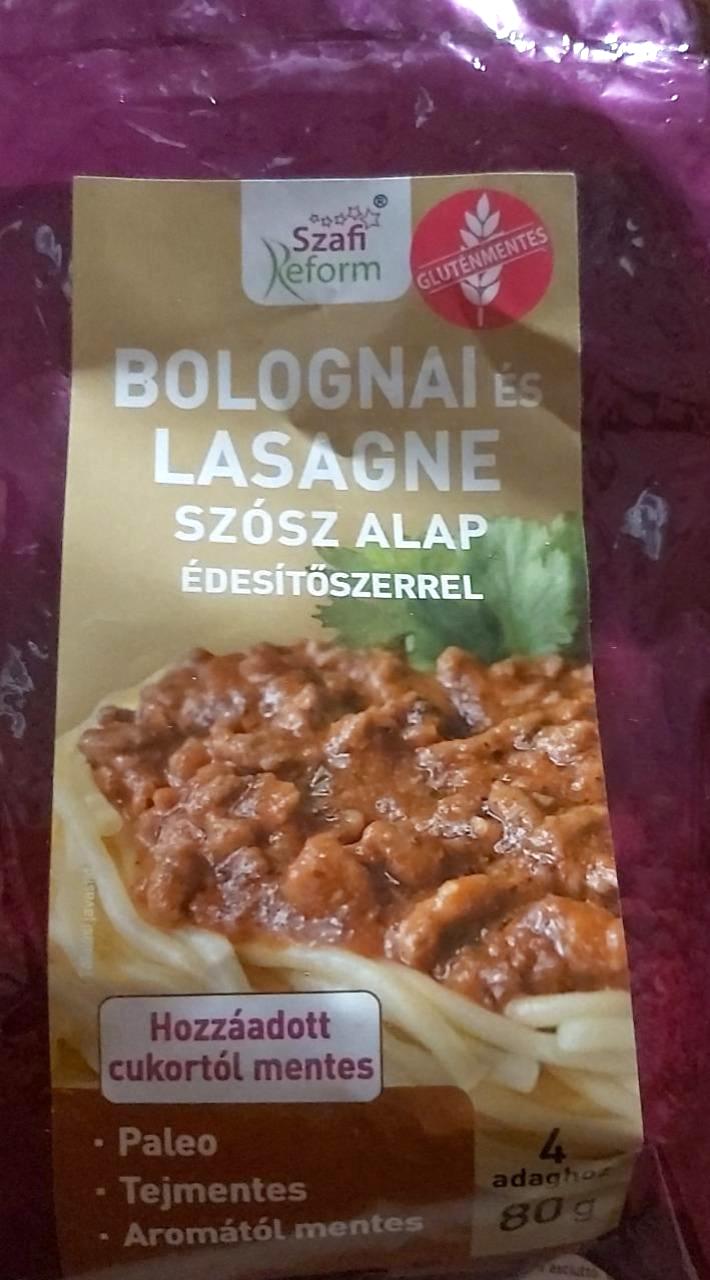 Szafi
Reform
®
GLUTÉNMENTES
BOLOGNAI ÉS
LASAGNE
SZÓSZ ALAP
ÉDESÍTŐSZERREL
Hozzáadott
cukortól mentes
· Paleo
· Tejmentes
· Aromától mentes
4
adaghoz
80 g